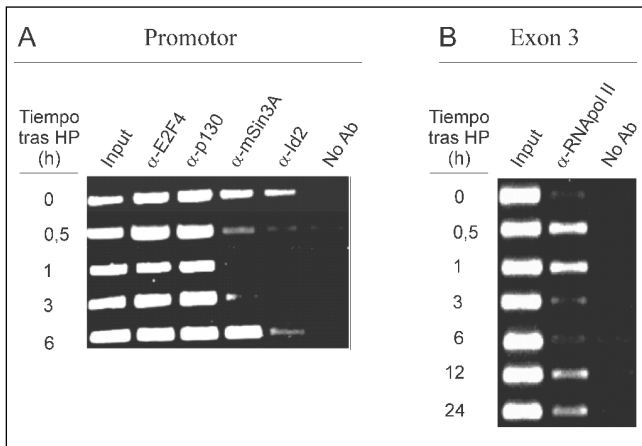 A
Promotor
Tiempo
tras HP
(h)
Input
α-E2F4
α-p130
α-mSin3A
α-Id2
No Ab
0
0,5
1
3
6
B
Exon 3
Tiempo
tras HP
(h)
Input
α-RNApol II
No Ab
0
0,5
1
3
6
12
24